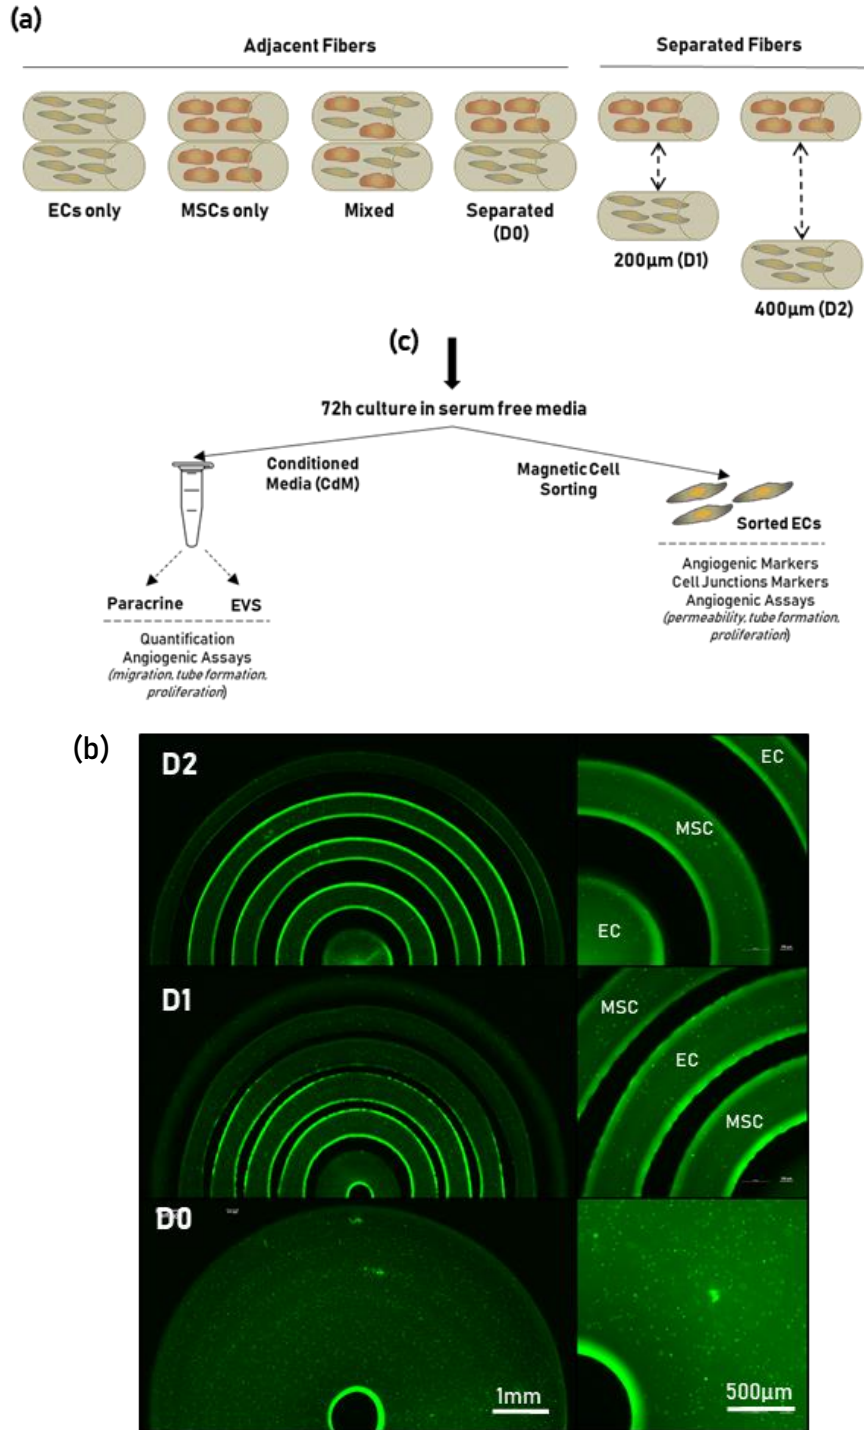 (a)
Adjacent Fibers
Separated Fibers
ECs only
MSCs only
Mixed
Separated
(D0)
200µm (D1)
400µm (D2)
(c)
72h culture in serum free media
Conditioned
Media (CdM)
Magnetic Cell
Sorting
Sorted ECs
Paracrine
EVS
Quantification
Angiogenic Assays
(migration, tube formation,
proliferation)
Angiogenic Markers
Cell Junctions Markers
Angiogenic Assays
(permeability, tube formation,
proliferation)
(b)
D2
EC
MSC
EC
D1
MSC
EC
MSC
D0
1mm
500µm